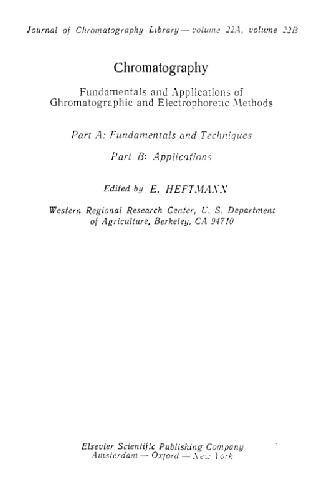 Journal of Chromatography Library — volume 22A, volume 22B
Chromatography
Fundamentals and Applications of
Chromatographic and Electrophoretic Methods
Part A: Fundamentals and Techniques
Part B: Applications
Edited by E. HEFTMANN
Western Regional Research Center, U. S. Department
of Agriculture, Berkeley, CA 94710
Elsevier Scientific Publishing Company
Amsterdam — Oxford — New York